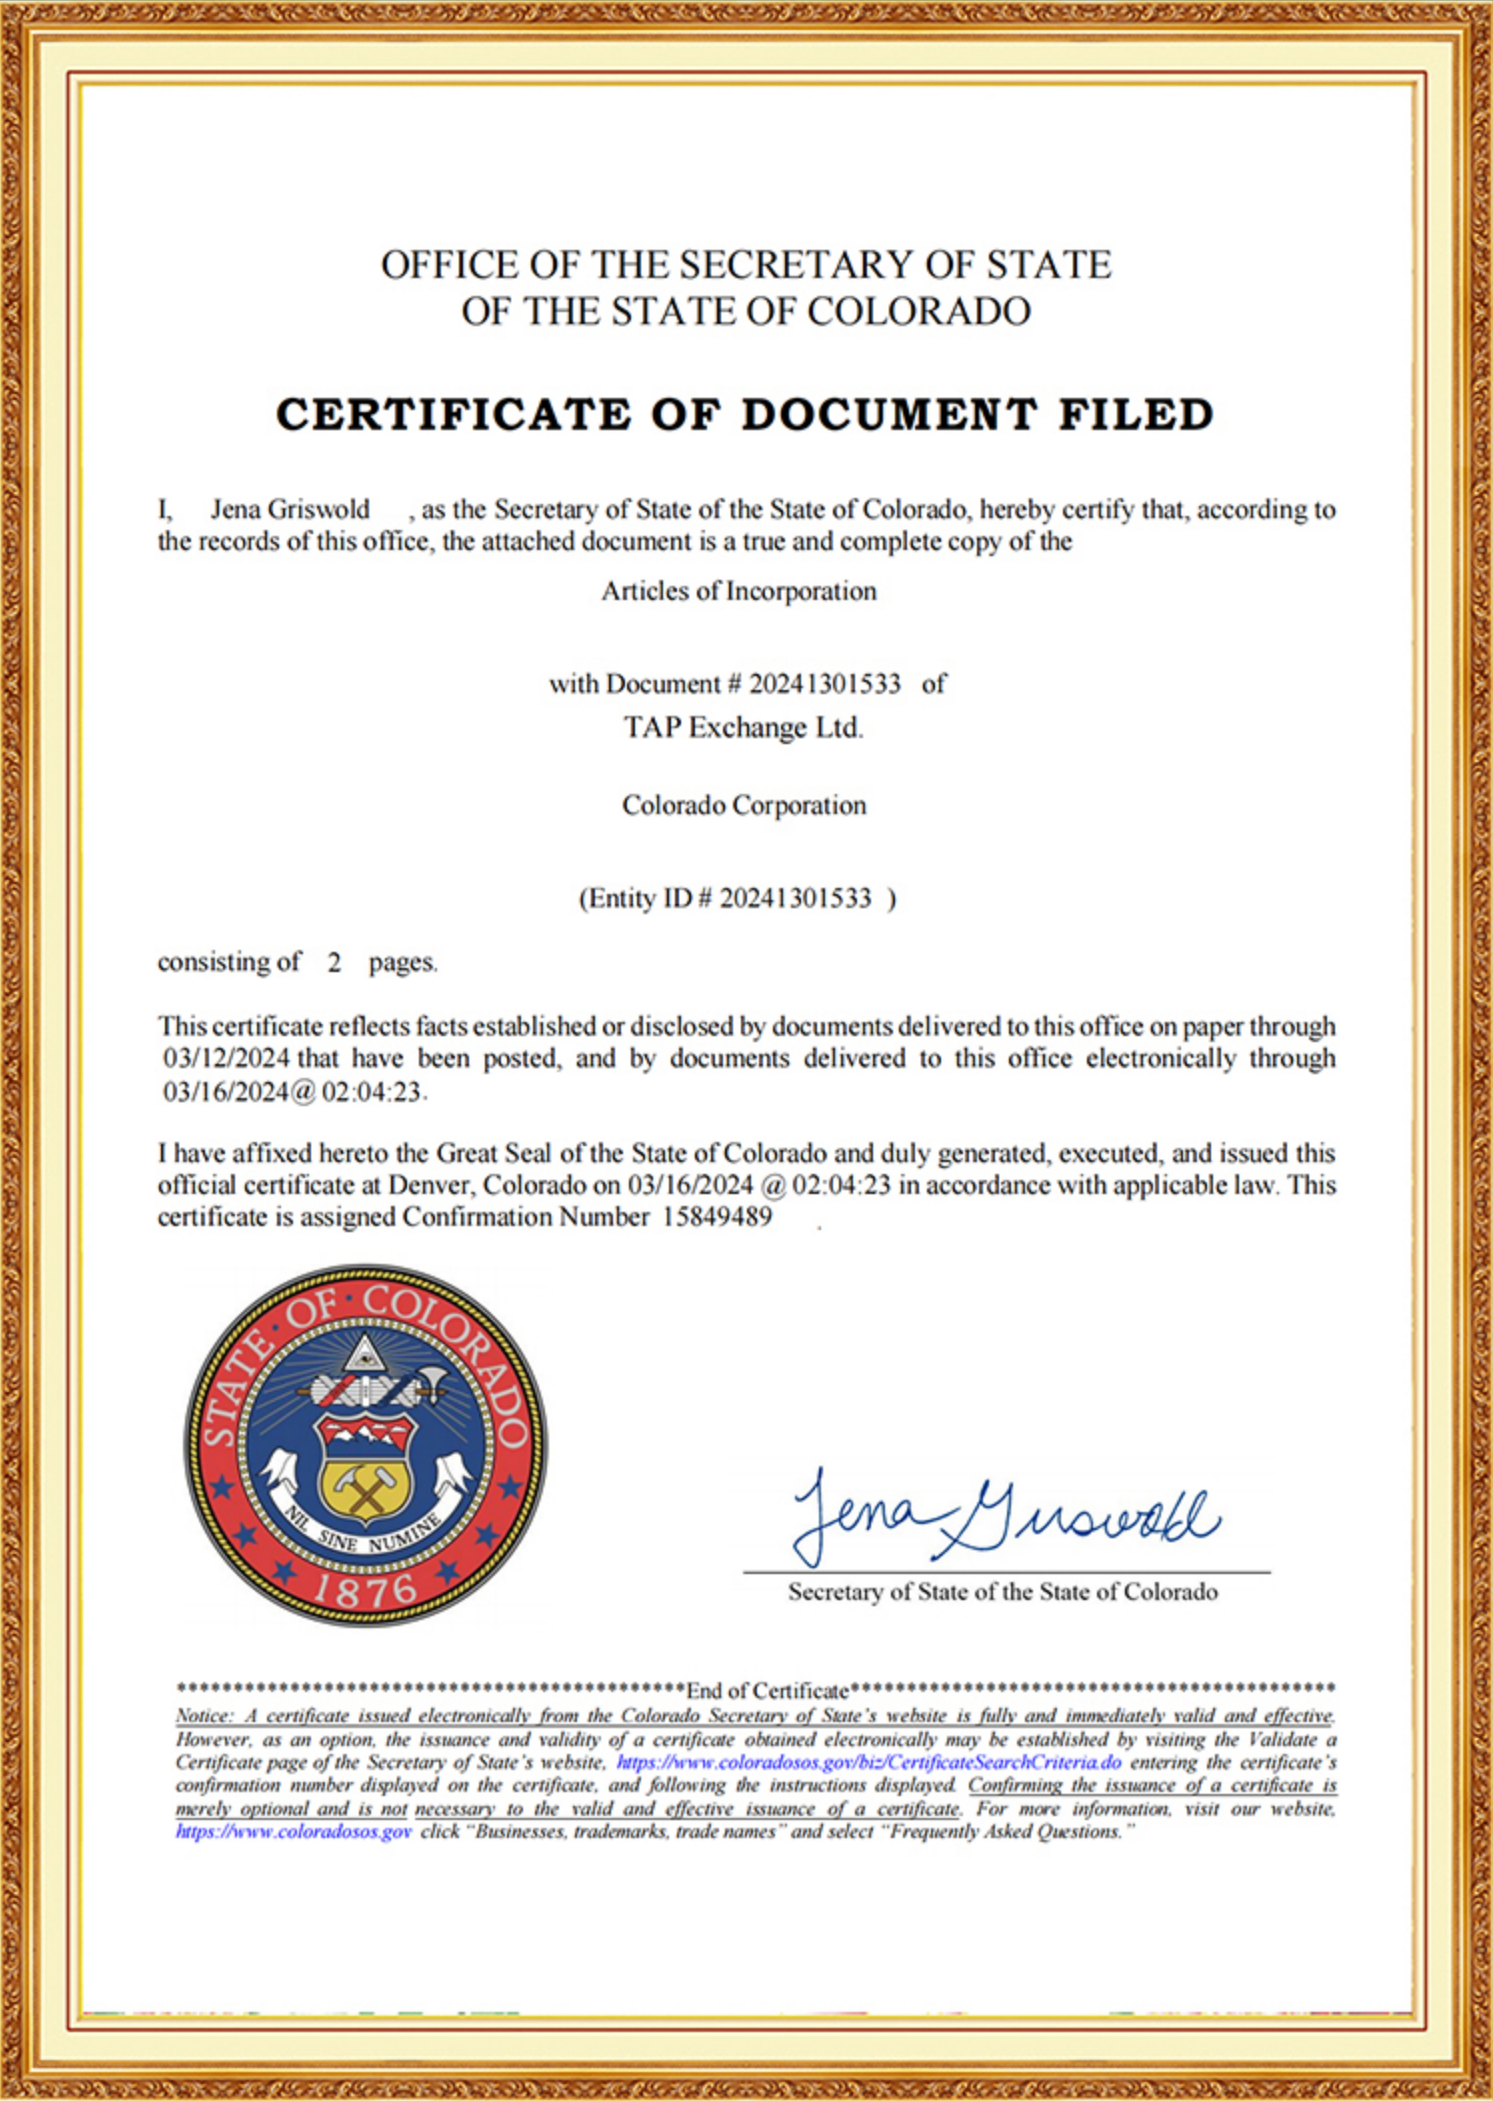 OFFICE OF THE SECRETARY OF STATE
OF THE STATE OF COLORADO
CERTIFICATE OF DOCUMENT FILED
I, Jena Griswold , as the Secretary of State of the State of Colorado, hereby certify that, according to
the records of this office, the attached document is a true and complete copy of the
Articles of Incorporation
with Document # 20241301533 of
TAP Exchange Ltd.
Colorado Corporation
(Entity ID # 20241301533 )
consisting of 2 pages.
This certificate reflects facts established or disclosed by documents delivered to this office on paper through
03/12/2024 that have been posted, and by documents delivered to this office electronically through
03/16/2024@ 02:04:23.
I have affixed hereto the Great Seal of the State of Colorado and duly generated, executed, and issued this
official certificate at Denver, Colorado on 03/16/2024 @ 02:04:23 in accordance with applicable law. This
certificate is assigned Confirmation Number 15849489 .
STATE · OF · COLORADO
NIL SINE NUMINE
1876
Jena Griswold
Secretary of State of the State of Colorado
*********************************************End of Certificate*******************************************
Notice: A certificate issued electronically from the Colorado Secretary of State's website is fully and immediately valid and effective.
However, as an option, the issuance and validity of a certificate obtained electronically may be established by visiting the Validate a
Certificate page of the Secretary of State's website, https://www.coloradosos.gov/biz/CertificateSearchCriteria.do entering the certificate's
confirmation number displayed on the certificate, and following the instructions displayed. Confirming the issuance of a certificate is
merely optional and is not necessary to the valid and effective issuance of a certificate. For more information, visit our website,
https://www.coloradosos.gov click "Businesses, trademarks, trade names" and select "Frequently Asked Questions."